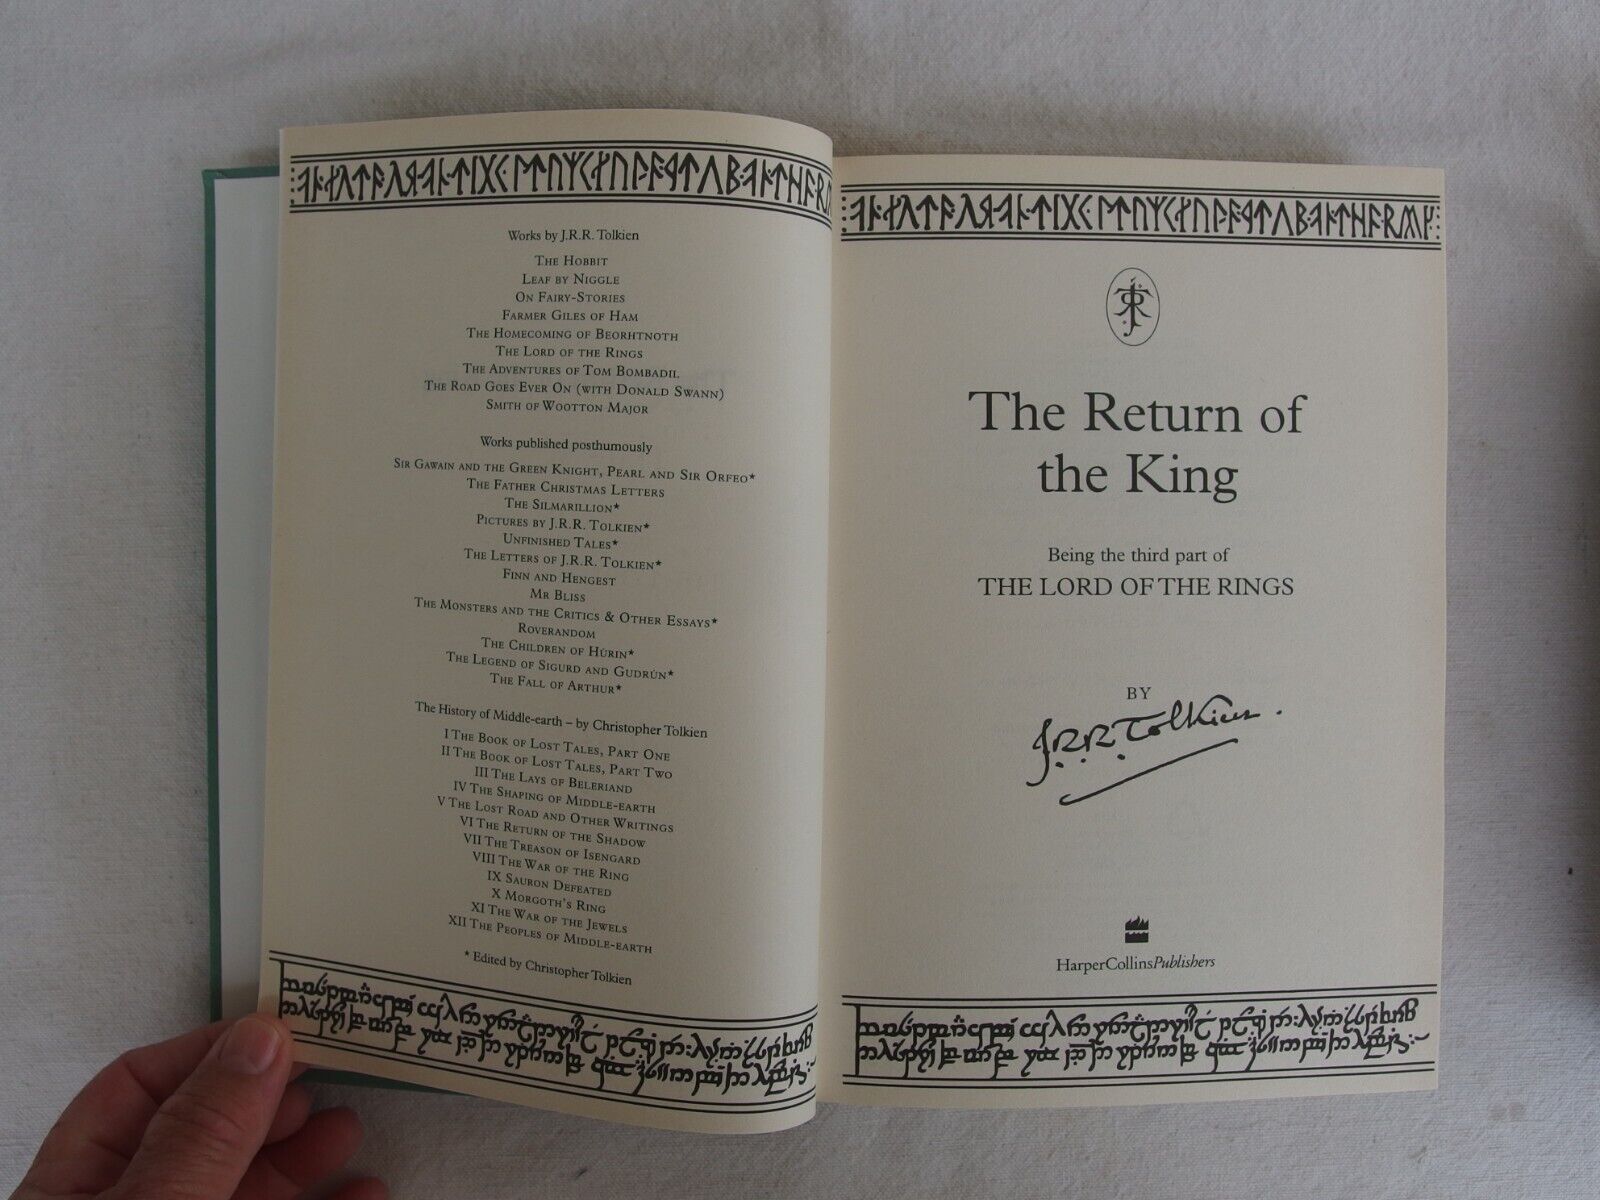 Works by J.R.R. Tolkien
THE HOBBIT
LEAF BY NIGGLE
ON FAIRY-STORIES
FARMER GILES OF HAM
THE HOMECOMING OF BEORHTNOTH
THE LORD OF THE RINGS
THE ADVENTURES OF TOM BOMBADIL
THE ROAD GOES EVER ON (WITH DONALD SWANN)
SMITH OF WOOTTON MAJOR
Works published posthumously
SIR GAWAIN AND THE GREEN KNIGHT, PEARL AND SIR ORFEO*
THE FATHER CHRISTMAS LETTERS
THE SILMARILLION*
PICTURES BY J.R.R. TOLKIEN*
UNFINISHED TALES*
THE LETTERS OF J.R.R. TOLKIEN*
FINN AND HENGEST
MR BLISS
THE MONSTERS AND THE CRITICS & OTHER ESSAYS*
ROVERANDOM
THE CHILDREN OF HÚRIN*
THE LEGEND OF SIGURD AND GUDRÚN*
THE FALL OF ARTHUR*
The History of Middle-earth – by Christopher Tolkien
I THE BOOK OF LOST TALES, PART ONE
II THE BOOK OF LOST TALES, PART TWO
III THE LAYS OF BELERIAND
IV THE SHAPING OF MIDDLE-EARTH
V THE LOST ROAD AND OTHER WRITINGS
VI THE RETURN OF THE SHADOW
VII THE TREASON OF ISENGARD
VIII THE WAR OF THE RING
IX SAURON DEFEATED
X MORGOTH'S RING
XI THE WAR OF THE JEWELS
XII THE PEOPLES OF MIDDLE-EARTH
* Edited by Christopher Tolkien
The Return of
the King
Being the third part of
THE LORD OF THE RINGS
BY
J.R.R. Tolkien.
HarperCollinsPublishers